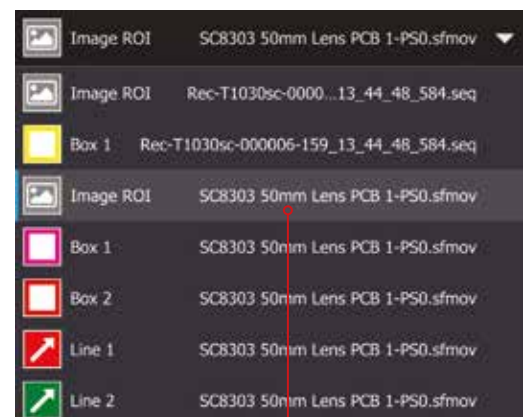 Image ROI SC8303 50mm Lens PCB 1-PS0.sfmov
Image ROI Rec-T1030sc-0000...13_44_48_584.seq
Box 1 Rec-T1030sc-000006-159_13_44_48_584.seq
Image ROI SC8303 50mm Lens PCB 1-PS0.sfmov
Box 1 SC8303 50mm Lens PCB 1-PS0.sfmov
Box 2 SC8303 50mm Lens PCB 1-PS0.sfmov
Line 1 SC8303 50mm Lens PCB 1-PS0.sfmov
Line 2 SC8303 50mm Lens PCB 1-PS0.sfmov